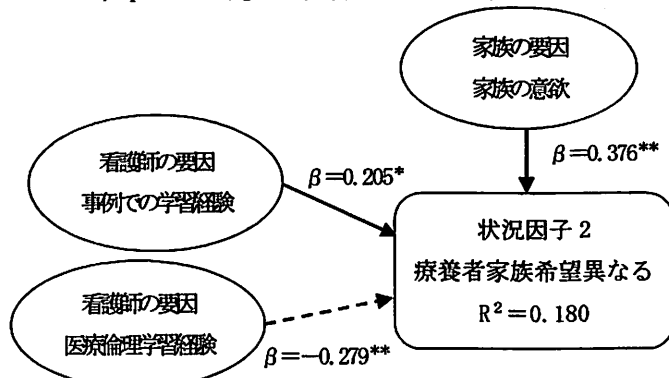 家族の要因
家族の意欲
β=0.376**
看護師の要因
事例での学習経験
β=0.205*
状況因子 2
療養者家族希望異なる
R²=0.180
看護師の要因
医療倫理学習経験
β=-0.279**